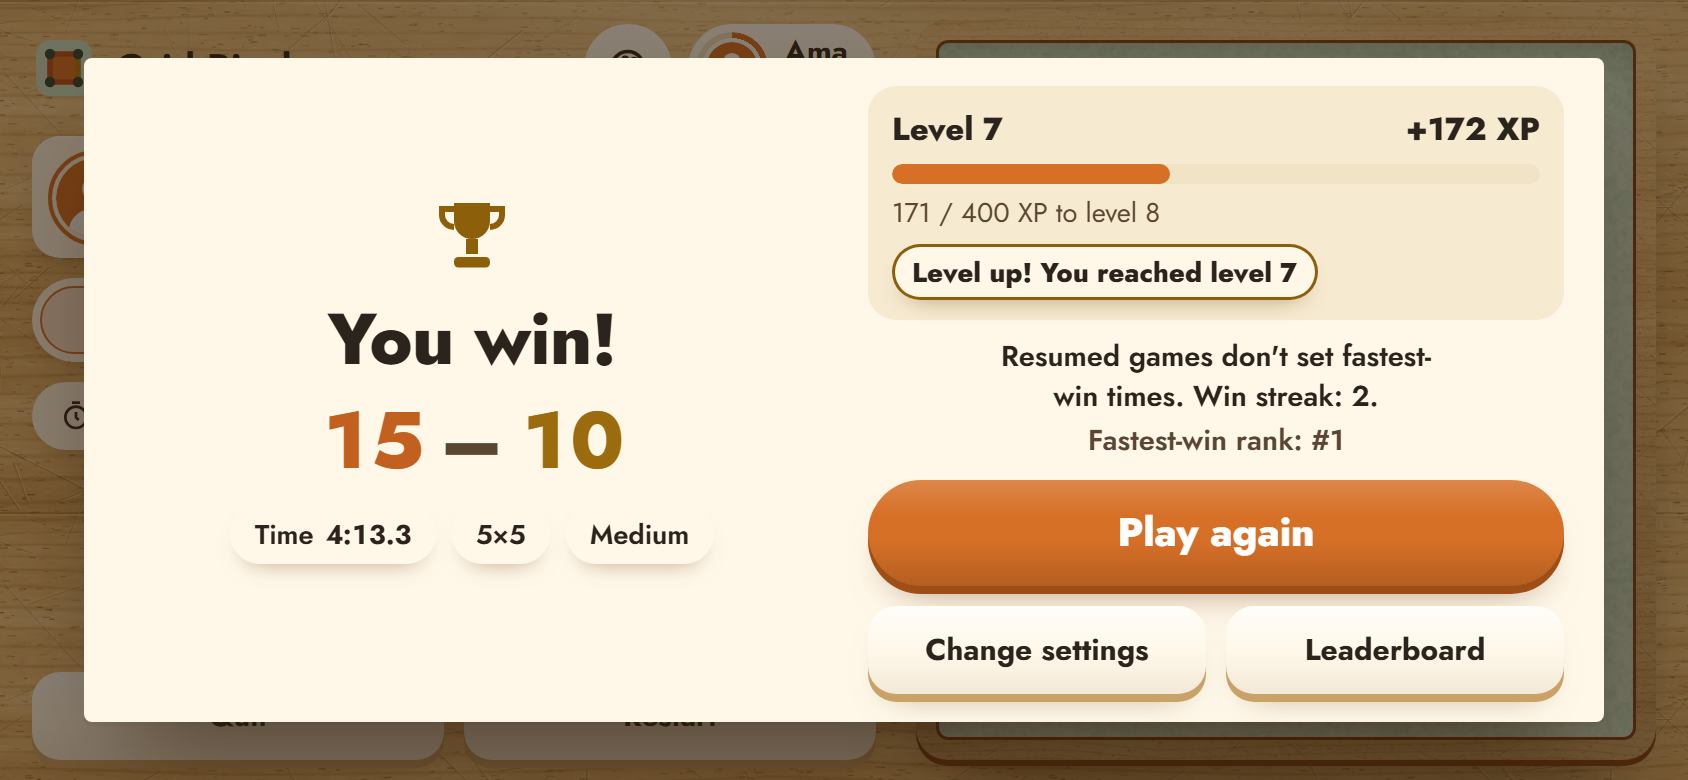 Ama
You win!
15 – 10
Time 4:13.3
5×5
Medium
Level 7
+172 XP
171 / 400 XP to level 8
Level up! You reached level 7
Resumed games don't set fastest-
win times. Win streak: 2.
Fastest-win rank: #1
Play again
Change settings
Leaderboard